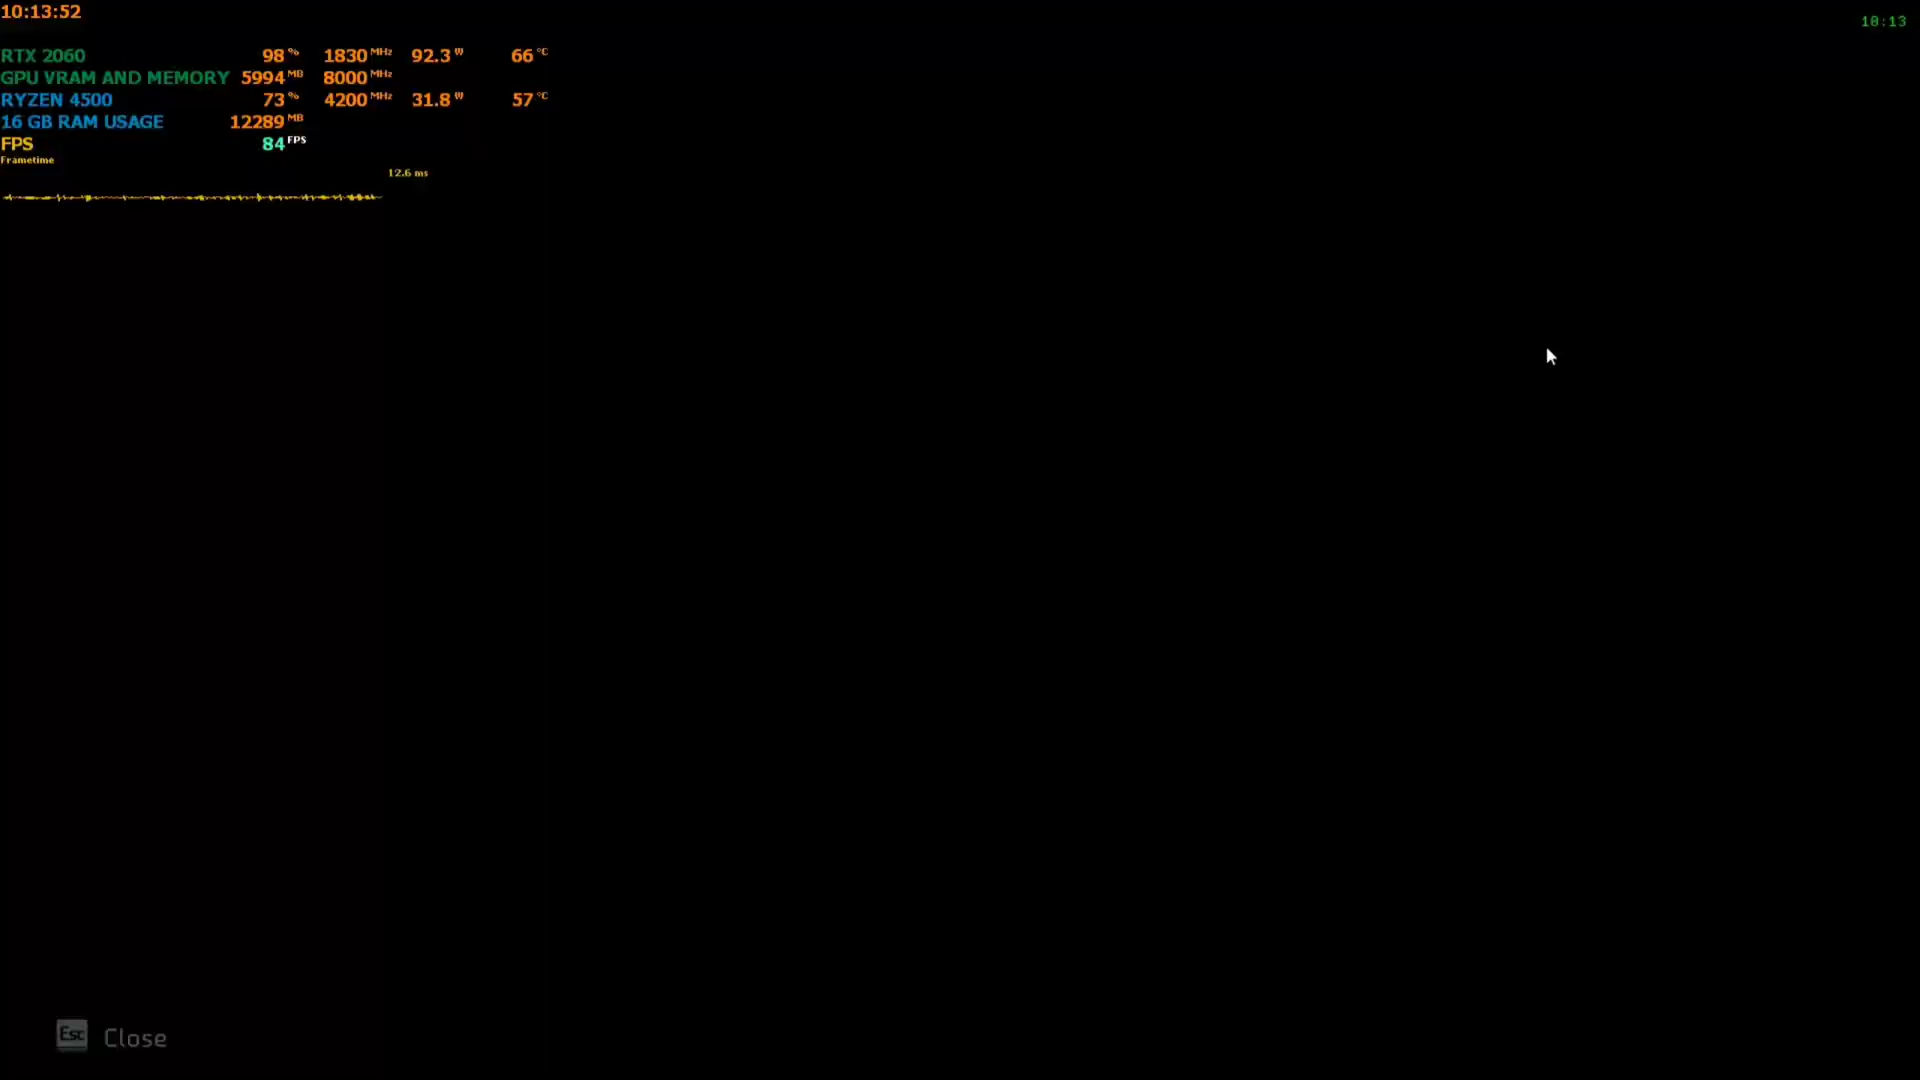 10:13:52
10:13
RTX 2060 98 % 1830 MHz 92.3 W 66 °C
GPU VRAM AND MEMORY 5994 MB 8000 MHz
RYZEN 4500 73 % 4200 MHz 31.8 W 57 °C
16 GB RAM USAGE 12289 MB
FPS 84 FPS
Frametime
12.6 ms
Esc Close